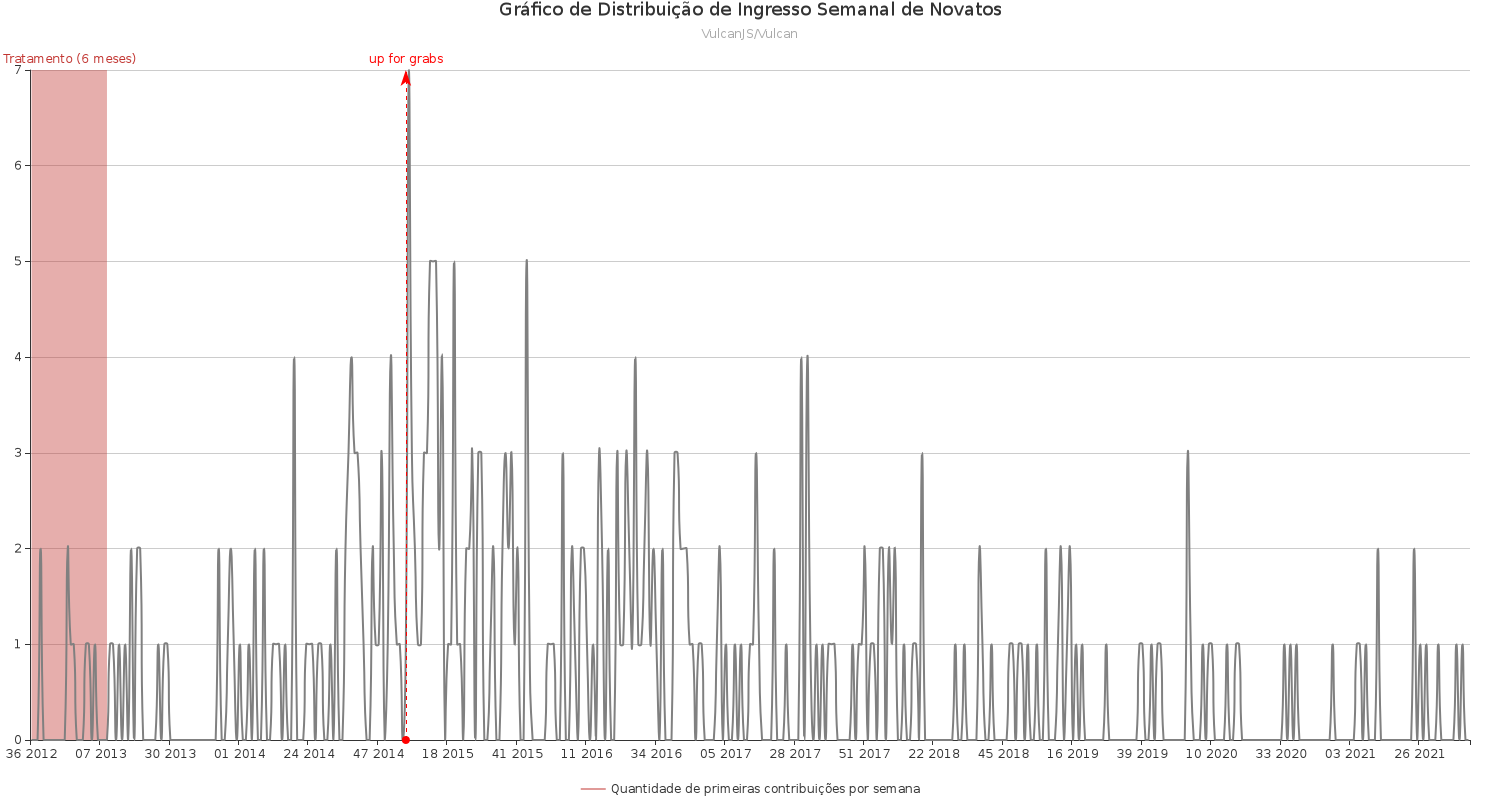 Gráfico de Distribuição de Ingresso Semanal de Novatos
VulcanJS/Vulcan
Tratamento (6 meses)
up for grabs
7
6
5
4
3
2
1
0
36 2012 07 2013 30 2013 01 2014 24 2014 47 2014 18 2015 41 2015 11 2016 34 2016 05 2017 28 2017 51 2017 22 2018 45 2018 16 2019 39 2019 10 2020 33 2020 03 2021 26 2021
Quantidade de primeiras contribuições por semana